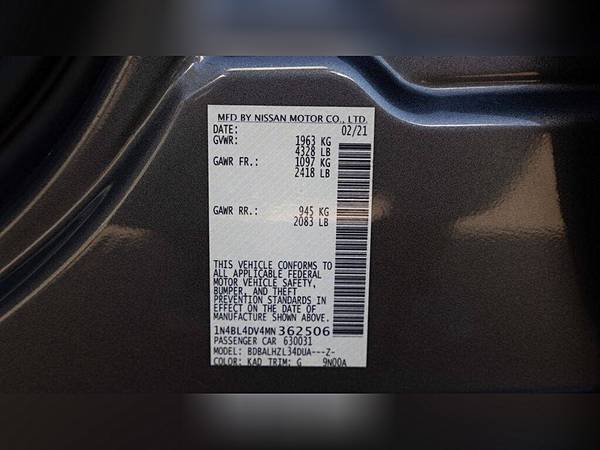 MFD BY NISSAN MOTOR CO., LTD.
DATE: 02/21
GVWR: 1963 KG
4328 LB
GAWR FR.: 1097 KG
2418 LB
GAWR RR.: 945 KG
2083 LB
THIS VEHICLE CONFORMS TO
ALL APPLICABLE FEDERAL
MOTOR VEHICLE SAFETY,
BUMPER, AND THEFT
PREVENTION STANDARDS IN
EFFECT ON THE DATE OF
MANUFACTURE SHOWN ABOVE.
1N4BL4DV4MN362506
PASSENGER CAR 630031
MODEL: BDBALHZL34DUA---Z-
COLOR: KAD TRIM: G 9N00A